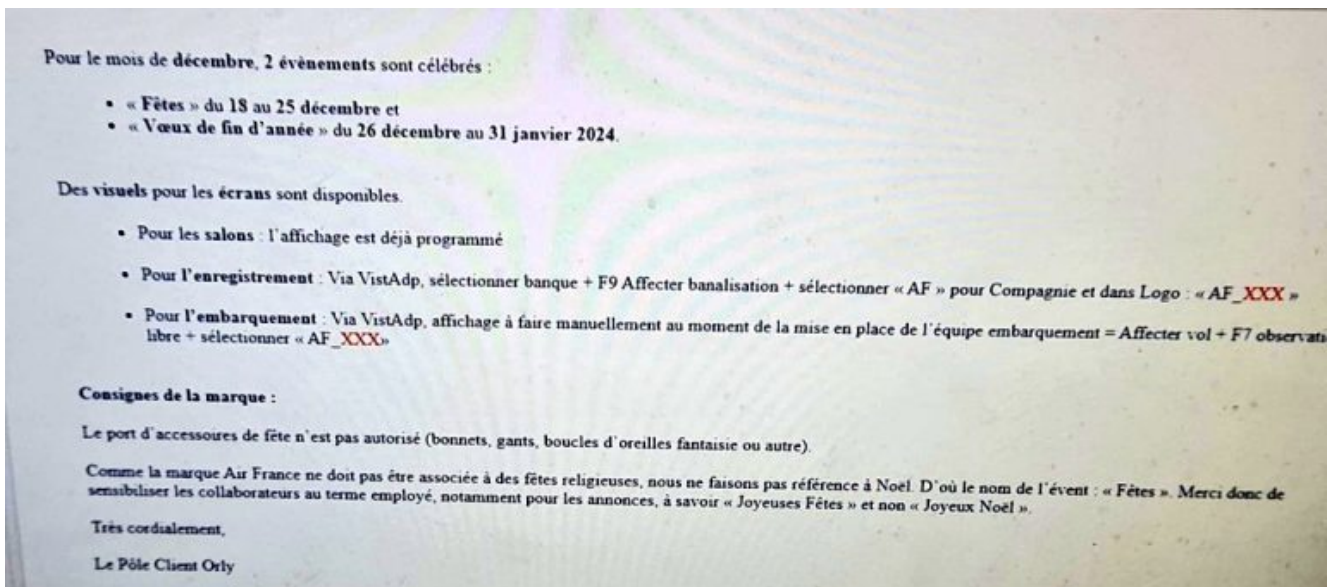 Pour le mois de décembre, 2 évènements sont célébrés :
• « Fêtes » du 18 au 25 décembre et
• « Vœux de fin d'année » du 26 décembre au 31 janvier 2024.
Des visuels pour les écrans sont disponibles.
• Pour les salons : l'affichage est déjà programmé
• Pour l'enregistrement : Via VistAdp, sélectionner banque + F9 Affecter banalisation + sélectionner « AF » pour Compagnie et dans Logo : « AF_XXX »
• Pour l'embarquement : Via VistAdp, affichage à faire manuellement au moment de la mise en place de l'équipe embarquement = Affecter vol + F7 observati
libre + sélectionner « AF_XXX»
Consignes de la marque :
Le port d'accessoires de fête n'est pas autorisé (bonnets, gants, boucles d'oreilles fantaisie ou autre).
Comme la marque Air France ne doit pas être associée à des fêtes religieuses, nous ne faisons pas référence à Noël. D'où le nom de l'évent : « Fêtes ». Merci donc de
sensibiliser les collaborateurs au terme employé, notamment pour les annonces, à savoir « Joyeuses Fêtes » et non « Joyeux Noël ».
Très cordialement,
Le Pôle Client Orly